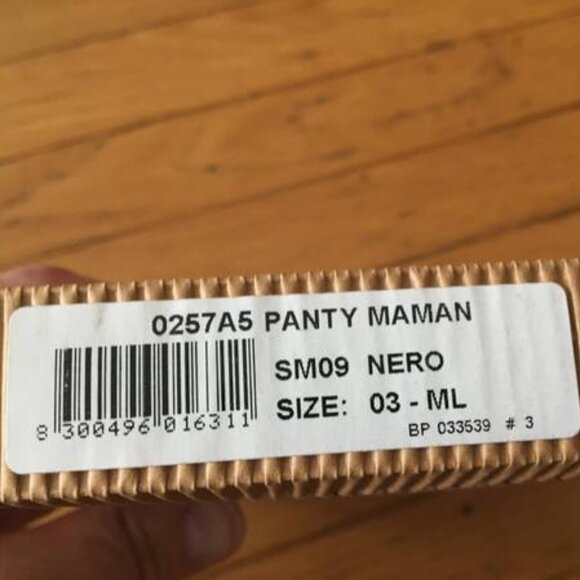 0257A5 PANTY MAMAN
SM09 NERO
SIZE: 03 - ML
8 300496 016311
BP 033539 # 3